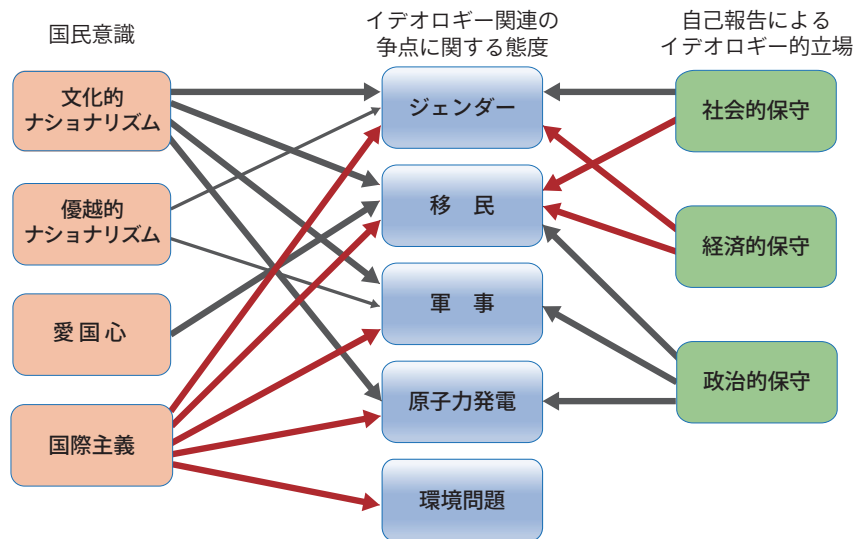 国民意識
イデオロギー関連の
争点に関する態度
自己報告による
イデオロギー的立場
文化的
ナショナリズム
優越的
ナショナリズム
愛国心
国際主義
ジェンダー
移　民
軍　事
原子力発電
環境問題
社会的保守
経済的保守
政治的保守